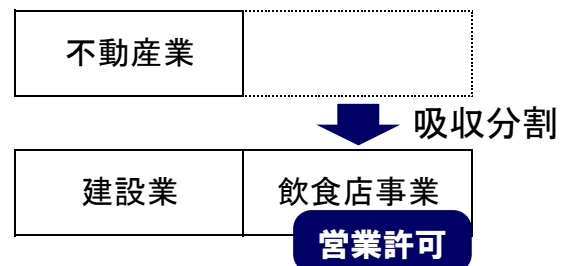 不動産業
吸収分割
建設業
飲食店事業
営業許可